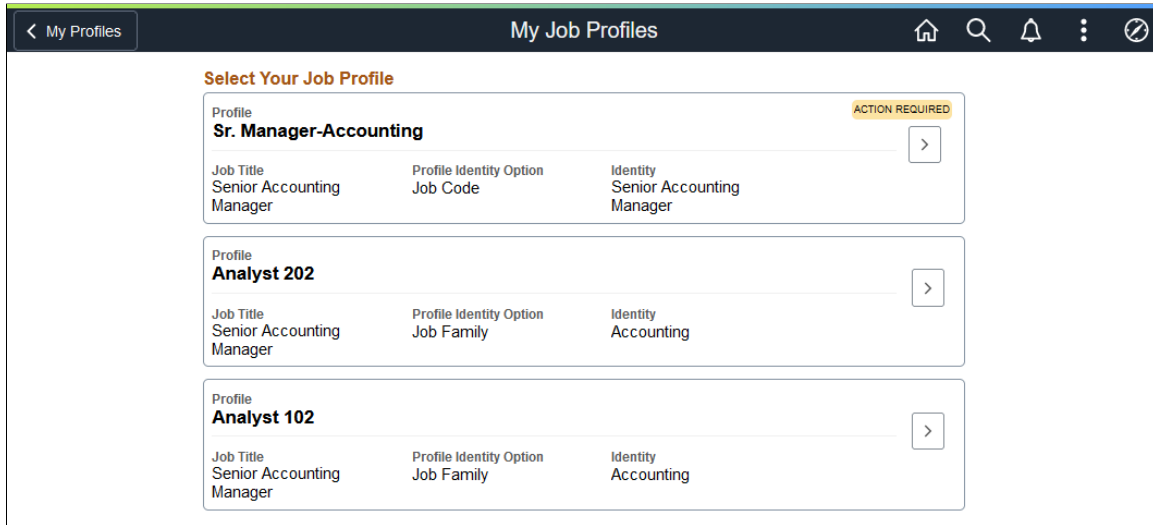 My Profiles
My Job Profiles
Select Your Job Profile
Profile
ACTION REQUIRED
Sr. Manager-Accounting
Job Title
Profile Identity Option
Identity
Senior Accounting
Job Code
Senior Accounting
Manager
Manager
Profile
Analyst 202
Job Title
Profile Identity Option
Identity
Senior Accounting
Job Family
Accounting
Manager
Profile
Analyst 102
Job Title
Profile Identity Option
Identity
Senior Accounting
Job Family
Accounting
Manager